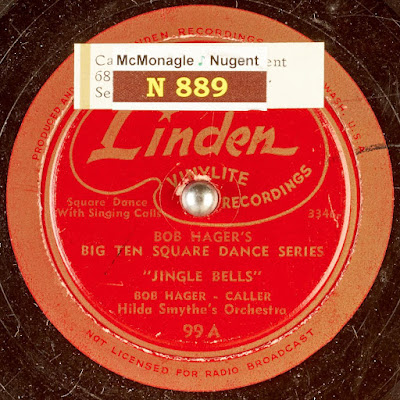 LINDEN RECORDINGS
PRODUCED AND
WASH., U.S.
Ca McMonagle ♪ Nugent ent
68
Se N 889
Linden
VINYLITE
RECORDINGS
Square Dance
With Singing Calls
BOB HAGER'S
BIG TEN SQUARE DANCE SERIES
"JINGLE BELLS"
BOB HAGER - CALLER
Hilda Smythe's Orchestra
99 A
NOT LICENSED FOR RADIO BROADCAST